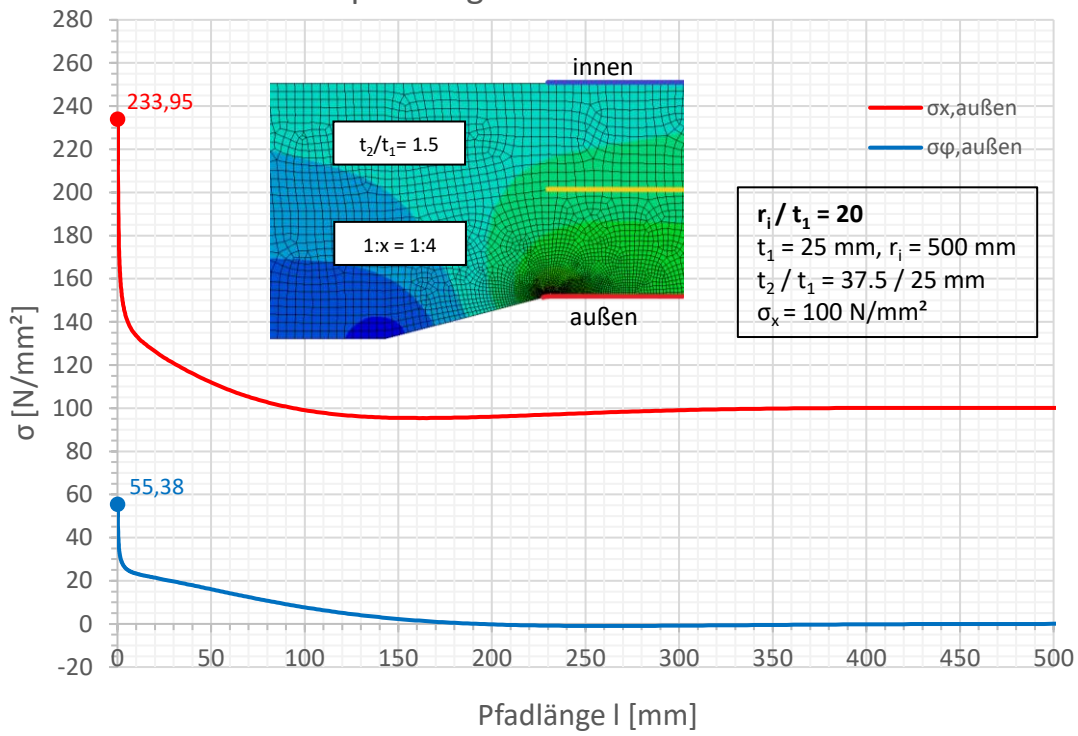 280
260
240
220
200
180
160
140
120
100
80
60
40
20
0
-20
σ [N/mm²]
233,95
55,38
innen
t₂/t₁= 1.5
1:x = 1:4
außen
σx,außen
σφ,außen
rᵢ / t₁ = 20
t₁ = 25 mm, rᵢ = 500 mm
t₂ / t₁ = 37.5 / 25 mm
σₓ = 100 N/mm²
0 50 100 150 200 250 300 350 400 450 500
Pfadlänge l [mm]